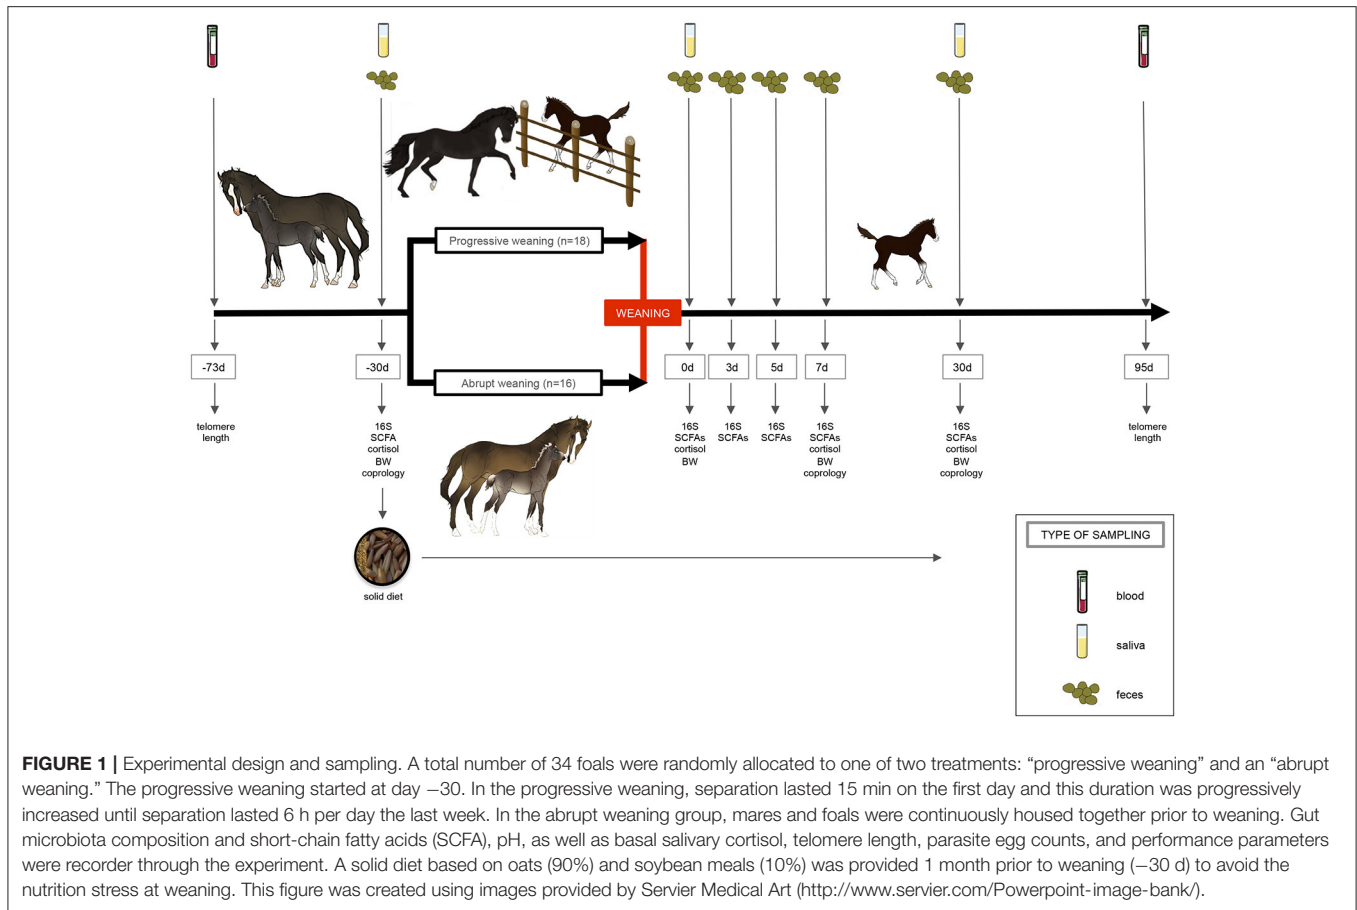 Progressive weaning (n=18)
WEANING
Abrupt weaning (n=16)
-73d
-30d
0d
3d
5d
7d
30d
95d
telomere
length
16S
SCFA
cortisol
BW
coprology
16S
SCFAs
cortisol
BW
16S
SCFAs
16S
SCFAs
16S
SCFAs
cortisol
BW
coprology
16S
SCFAs
cortisol
BW
coprology
telomere
length
solid diet
TYPE OF SAMPLING
blood
saliva
feces
FIGURE 1 | Experimental design and sampling. A total number of 34 foals were randomly allocated to one of two treatments: “progressive weaning” and an “abrupt
weaning.” The progressive weaning started at day −30. In the progressive weaning, separation lasted 15 min on the first day and this duration was progressively
increased until separation lasted 6 h per day the last week. In the abrupt weaning group, mares and foals were continuously housed together prior to weaning. Gut
microbiota composition and short-chain fatty acids (SCFA), pH, as well as basal salivary cortisol, telomere length, parasite egg counts, and performance parameters
were recorder through the experiment. A solid diet based on oats (90%) and soybean meals (10%) was provided 1 month prior to weaning (−30 d) to avoid the
nutrition stress at weaning. This figure was created using images provided by Servier Medical Art (http://www.servier.com/Powerpoint-image-bank/).